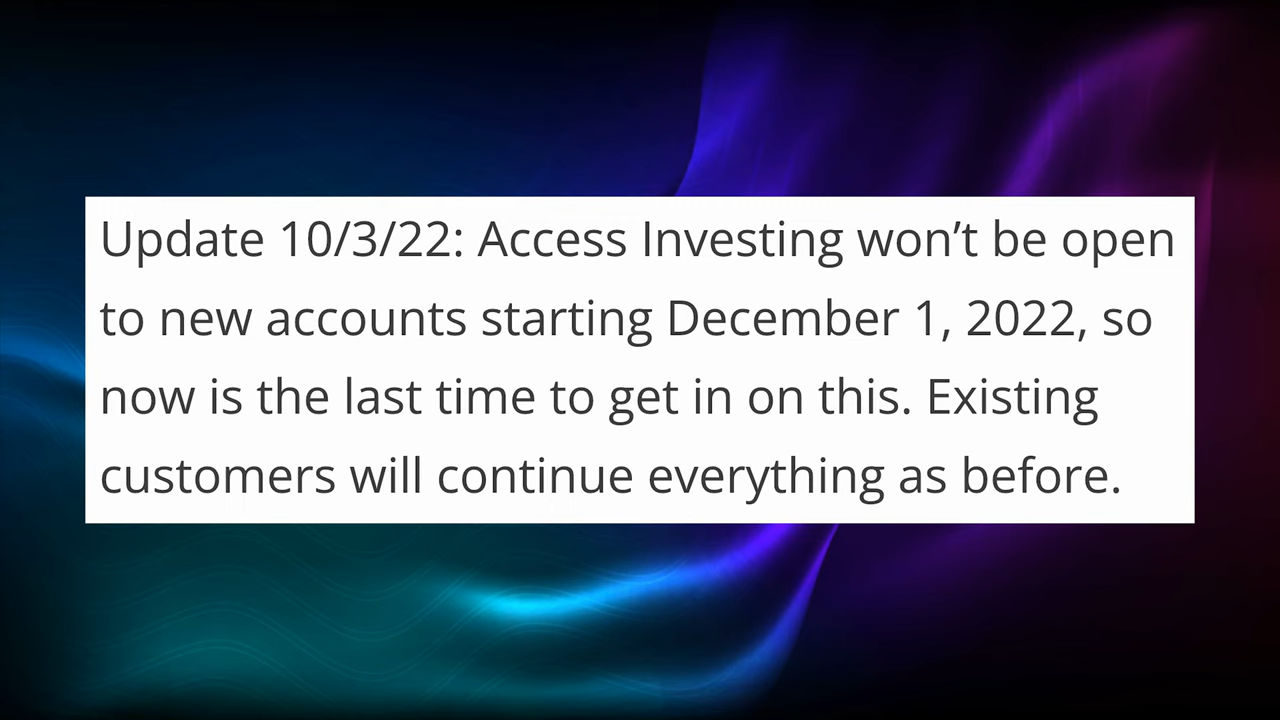 Update 10/3/22: Access Investing won’t be open
to new accounts starting December 1, 2022, so
now is the last time to get in on this. Existing
customers will continue everything as before.